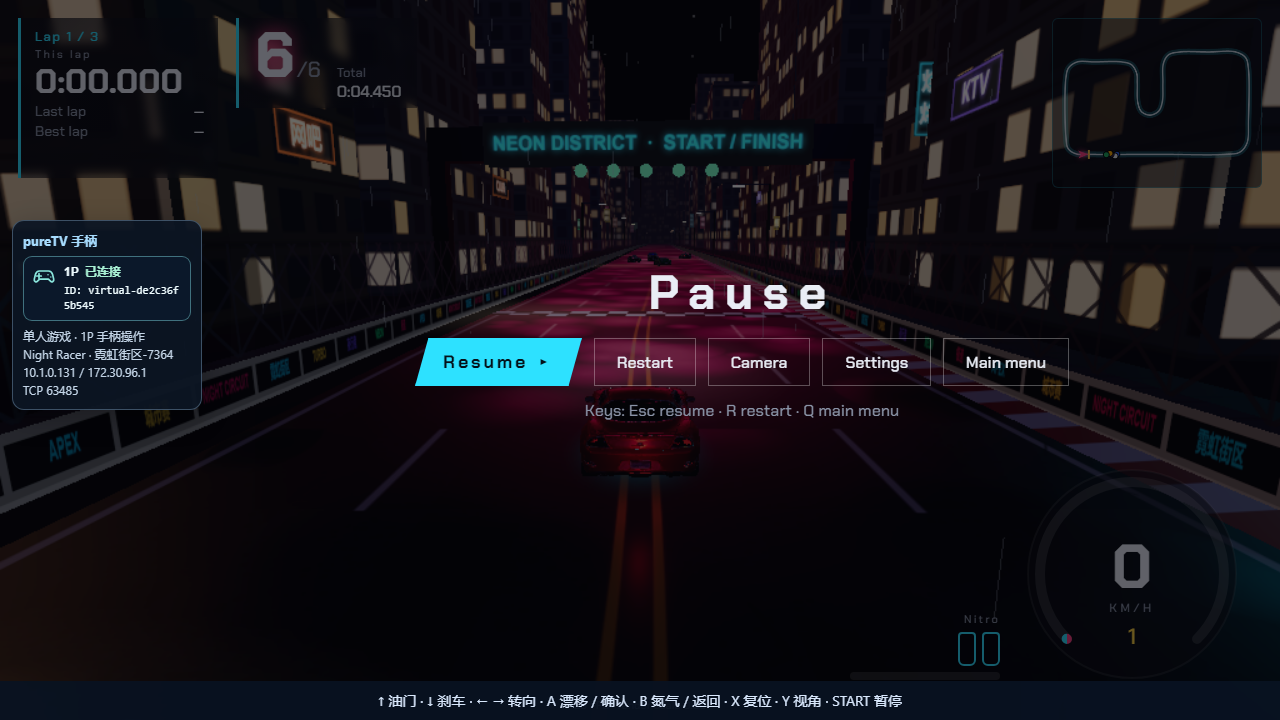 Lap 1 / 3
This lap
0:00.000
Last lap —
Best lap —
6/6
Total
0:04.450
网吧
KTV
NEON DISTRICT · START / FINISH
pureTV 手柄
1P 已连接
ID: virtual-de2c36f
5b545
单人游戏 · 1P 手柄操作
Night Racer · 霓虹街区-7364
10.1.0.131 / 172.30.96.1
TCP 63485
Pause
Resume ▸
Restart
Camera
Settings
Main menu
Keys: Esc resume · R restart · Q main menu
APEX
NIGHT CIRCUIT
NIGHT CIRCUIT
霓虹街区
0
KM/H
1
Nitro
↑ 油门 · ↓ 刹车 · ← → 转向 · A 漂移 / 确认 · B 氮气 / 返回 · X 复位 · Y 视角 · START 暂停